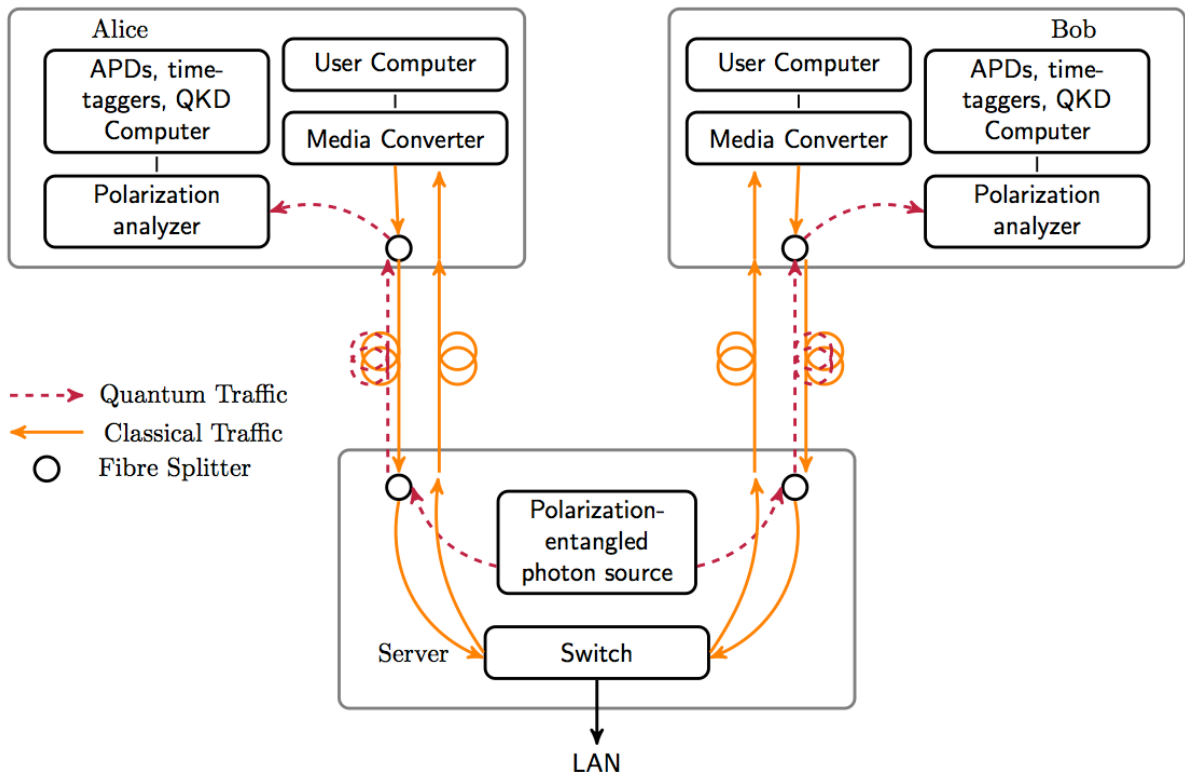 Alice
APDs, time-
taggers, QKD
Computer
Polarization
analyzer
User Computer
Media Converter
Bob
User Computer
Media Converter
APDs, time-
taggers, QKD
Computer
Polarization
analyzer
Quantum Traffic
Classical Traffic
Fibre Splitter
Polarization-
entangled
photon source
Server
Switch
LAN